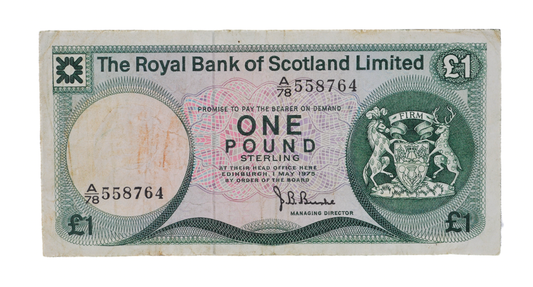 The Royal Bank of Scotland Limited
£1
A/78 558764
PROMISE TO PAY THE BEARER ON DEMAND
ONE
POUND
STERLING
AT THEIR HEAD OFFICE HERE
EDINBURGH, 1 MAY 1975
BY ORDER OF THE BOARD
FIRM
A/78 558764
J.B. Burke
MANAGING DIRECTOR
£1
£1